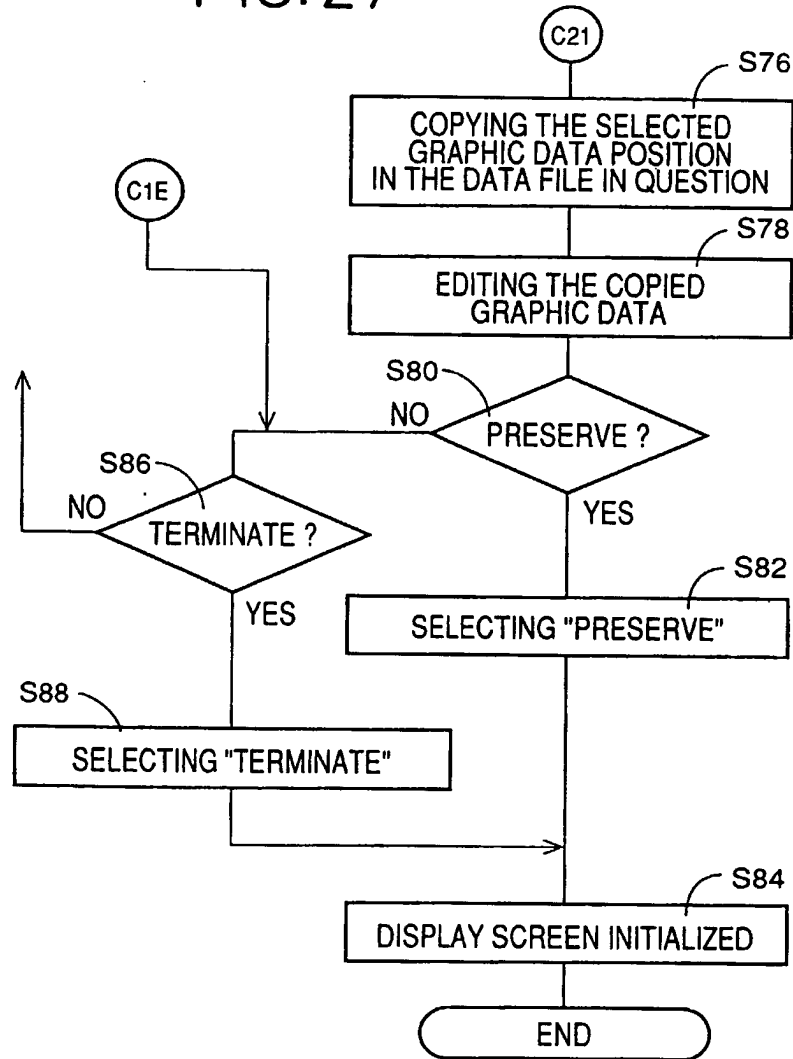 C21
S76
COPYING THE SELECTED
GRAPHIC DATA POSITION
IN THE DATA FILE IN QUESTION
C1E
S78
EDITING THE COPIED
GRAPHIC DATA
S80
NO
PRESERVE ?
S86
NO
TERMINATE ?
YES
YES
S82
SELECTING "PRESERVE"
S88
SELECTING "TERMINATE"
S84
DISPLAY SCREEN INITIALIZED
END